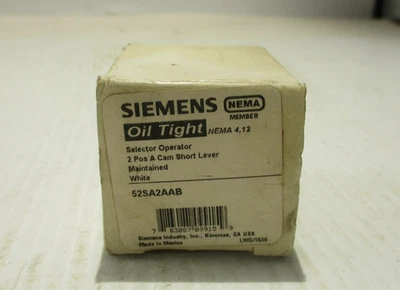 SIEMENS NEMA
MEMBER
Oil Tight NEMA 4,12
Selector Operator
2 Pos A Cam Short Lever
Maintained
White
52SA2AAB
Siemens Industry, Inc., Norcross, GA USA
Made in Mexico